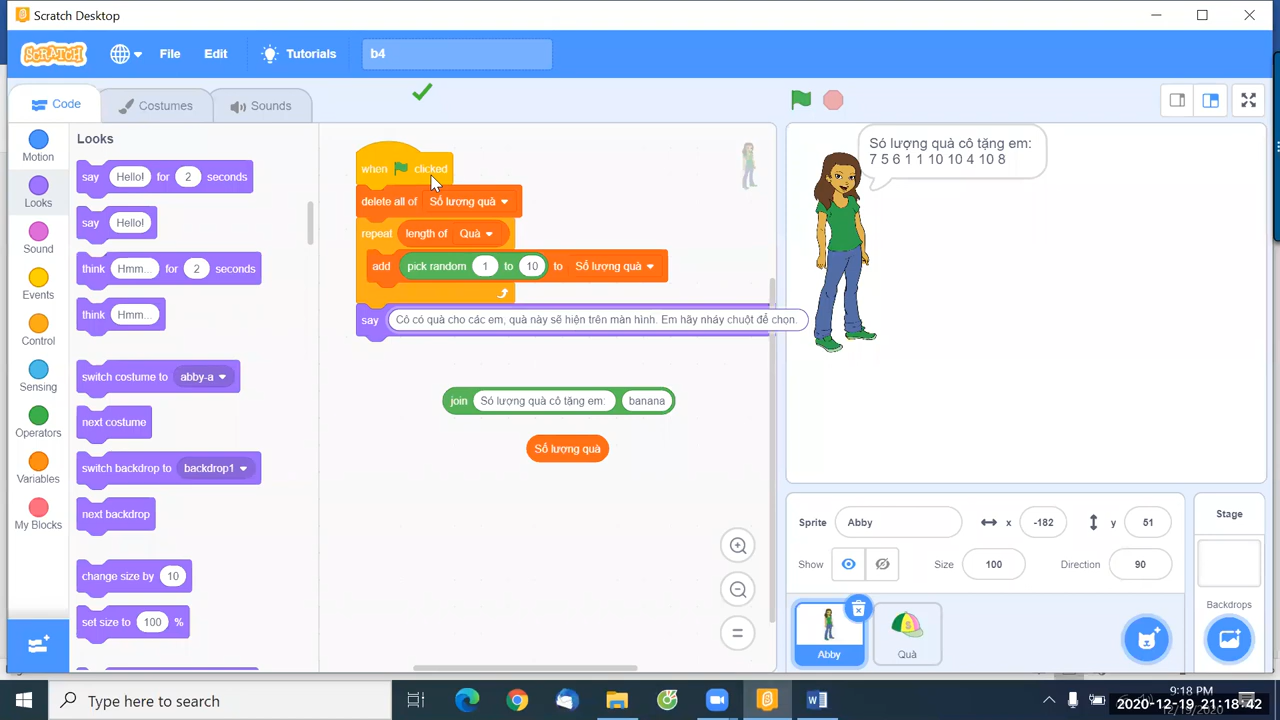 Scratch Desktop
SCRATCH File Edit Tutorials b4
Code Costumes Sounds
Motion
Looks
Sound
Events
Control
Sensing
Operators
Variables
My Blocks
Looks
say Hello! for 2 seconds
say Hello!
think Hmm... for 2 seconds
think Hmm...
switch costume to abby-a
next costume
switch backdrop to backdrop1
next backdrop
change size by 10
set size to 100 %
when clicked
delete all of Số lượng quà
repeat length of Quà
add pick random 1 to 10 to Số lượng quà
say Cô có quà cho các em, quà này sẽ hiện trên màn hình. Em hãy nháy chuột để chọn.
join Só lượng quà cô tặng em: banana
Số lượng quà
Só lượng quà cô tặng em:
7 5 6 1 1 10 10 4 10 8
Sprite Abby x -182 y 51
Show Size 100 Direction 90
Abby
Quà
Stage
Backdrops
Type here to search
9:18 PM
2020-12-19 21:18:42